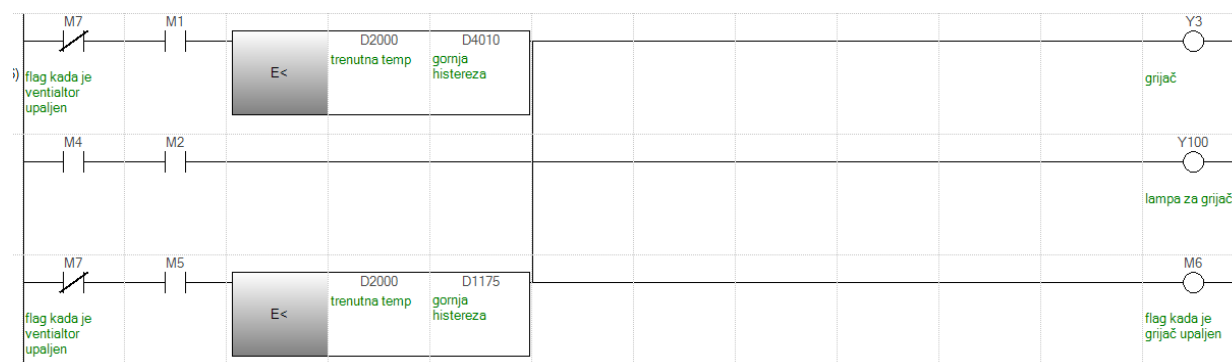 M7 M1 Y3
D2000 D4010
E< trenutna temp gornja
histereza
) flag kada je
ventialtor
upaljen
grijač
M4 M2 Y100
lampa za grijač
M7 M5 M6
D2000 D1175
E< trenutna temp gornja
histereza
flag kada je
ventialtor
upaljen
flag kada je
grijač upaljen